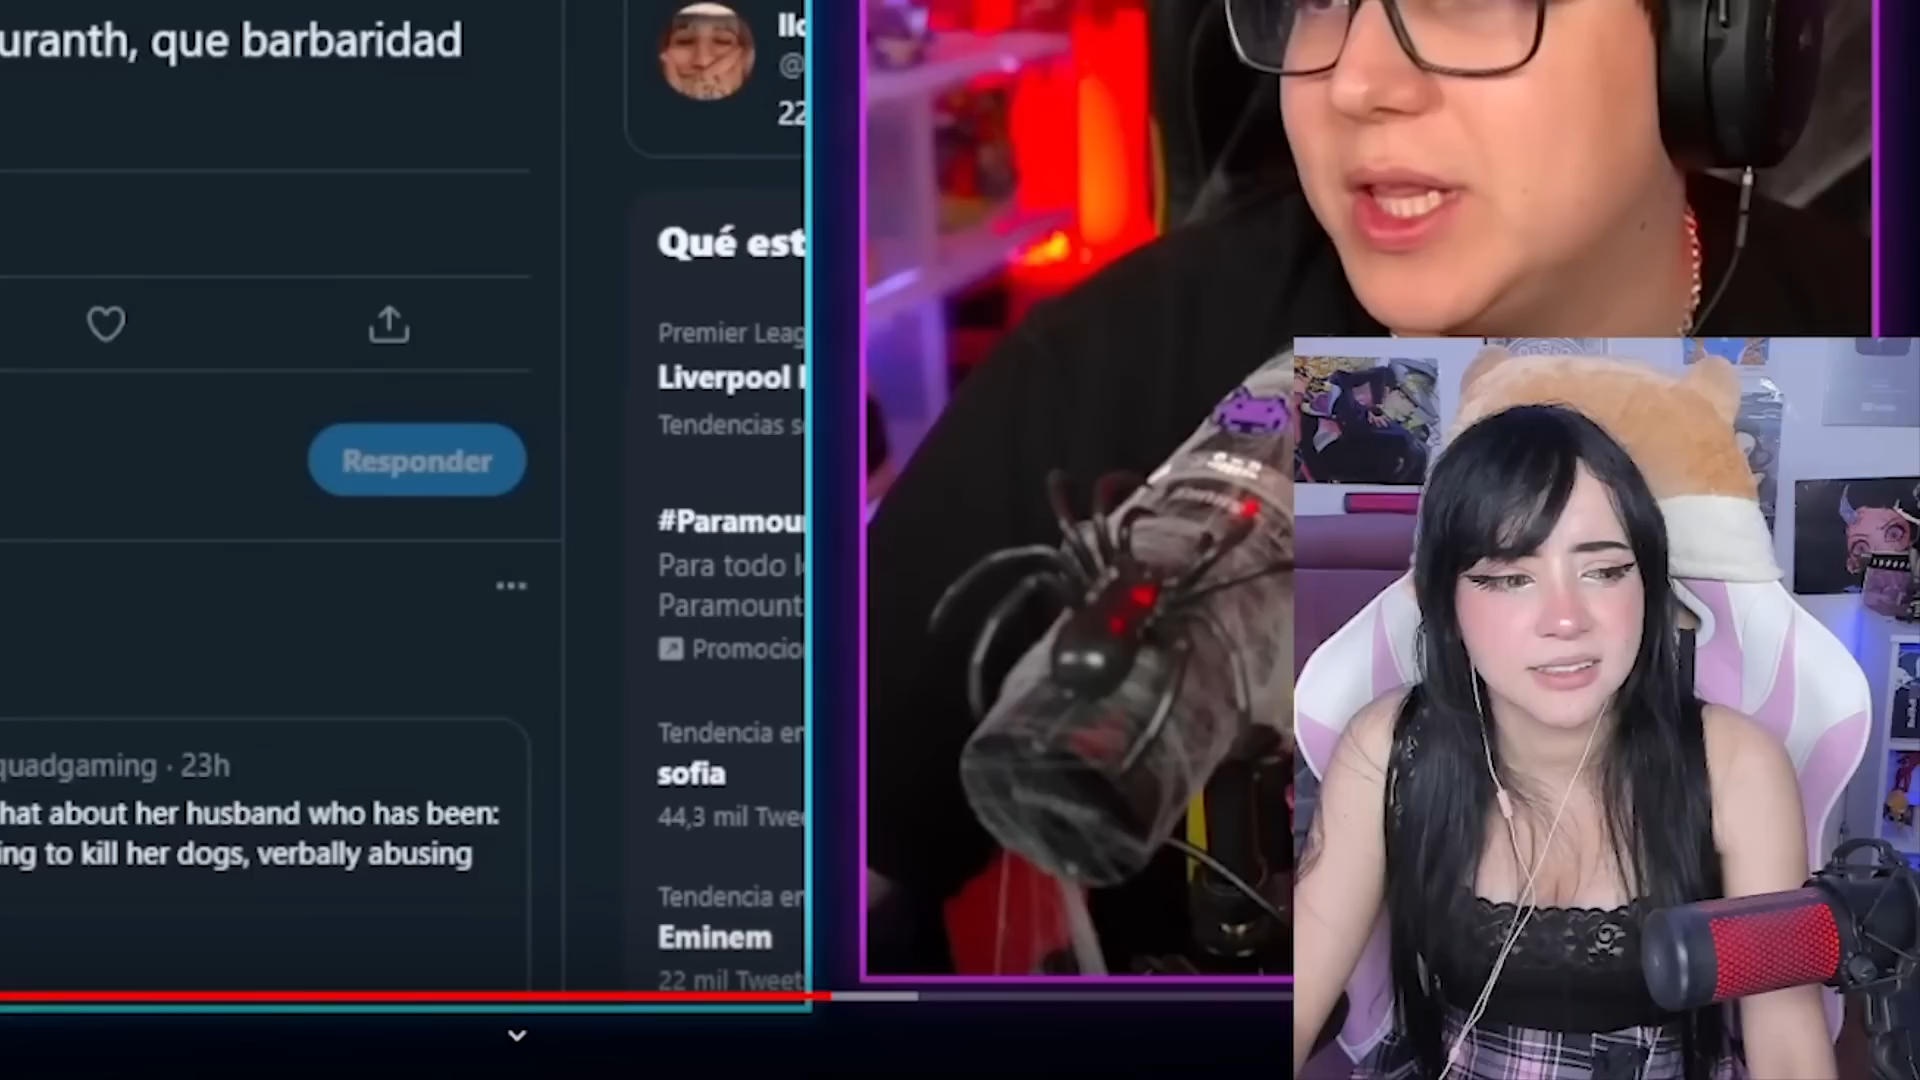 uranth, que barbaridad
@
22
Qué est
Premier Leag
Liverpool
Tendencias s
Responder
#Paramou
Para todo l
Paramount
Promocio
Tendencia en
sofia
44,3 mil Twee
quadgaming · 23h
hat about her husband who has been:
ing to kill her dogs, verbally abusing
Tendencia en
Eminem
22 mil Tweet